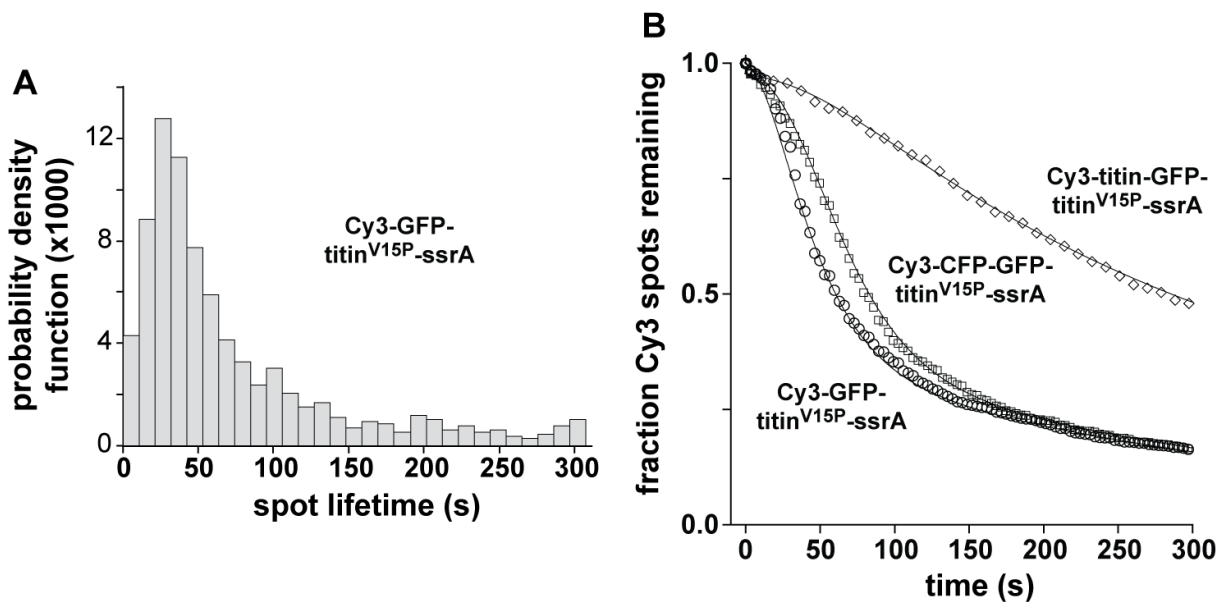 A
probability density
function (x1000)
12
8
4
0
Cy3-GFP-
titinV15P-ssrA
0 50 100 150 200 250 300
spot lifetime (s)
B
fraction Cy3 spots remaining
1.0
0.5
0.0
Cy3-titin-GFP-
titinV15P-ssrA
Cy3-CFP-GFP-
titinV15P-ssrA
Cy3-GFP-
titinV15P-ssrA
0 50 100 150 200 250 300
time (s)